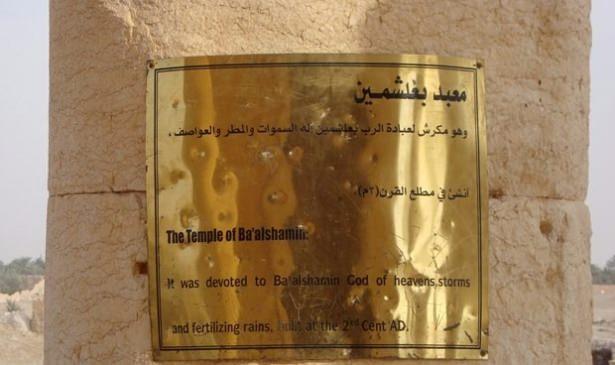 معبد بعلشمـين
وهو مكرش لعبادة الرب بعلشمين إله السموات والمطر والعواصف ،
أنشئ في مطلع القرن(٢م).
The Temple of Ba'alshamin:
It was devoted to Ba'alshamin God of heavens,storms
and fertilizing rains, built at the 2nd Cent AD.